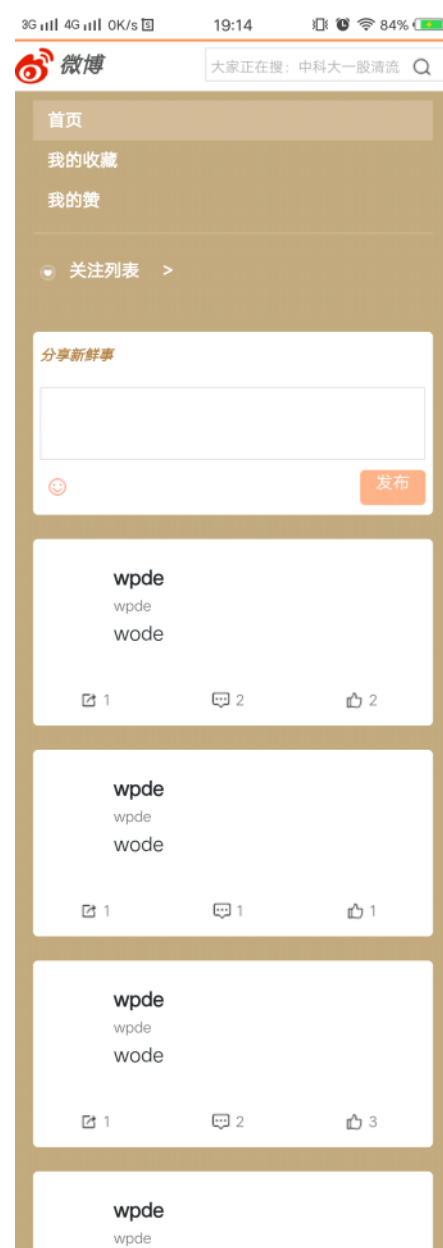 3G 4G 0K/s 19:14 84%
微博 大家正在搜：中科大一股清流
首页
我的收藏
我的赞
关注列表 >
分享新鲜事
发布
wpde
wpde
wode
1 2 2
wpde
wpde
wode
1 1 1
wpde
wpde
wode
1 2 3
wpde
wpde